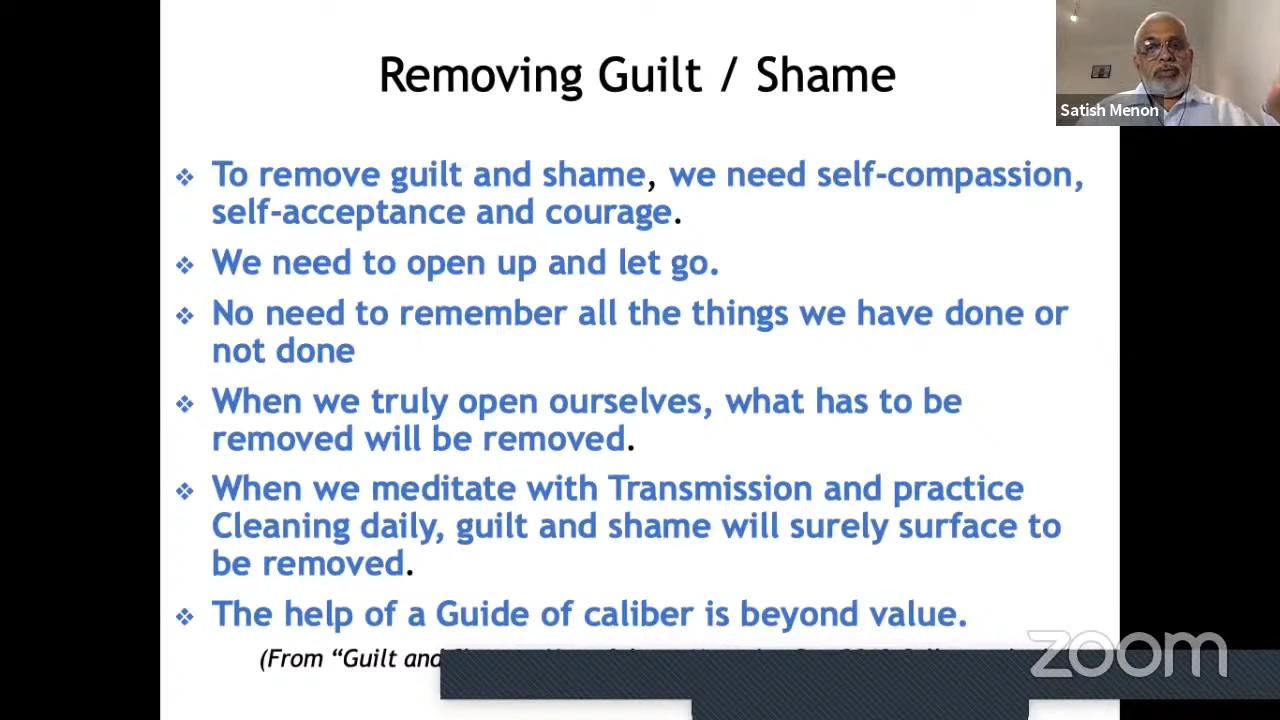 Removing Guilt / Shame
Satish Menon
❖ To remove guilt and shame, we need self-compassion,
self-acceptance and courage.
❖ We need to open up and let go.
❖ No need to remember all the things we have done or
not done
❖ When we truly open ourselves, what has to be
removed will be removed.
❖ When we meditate with Transmission and practice
Cleaning daily, guilt and shame will surely surface to
be removed.
❖ The help of a Guide of caliber is beyond value.
(From “Guilt and
zoom